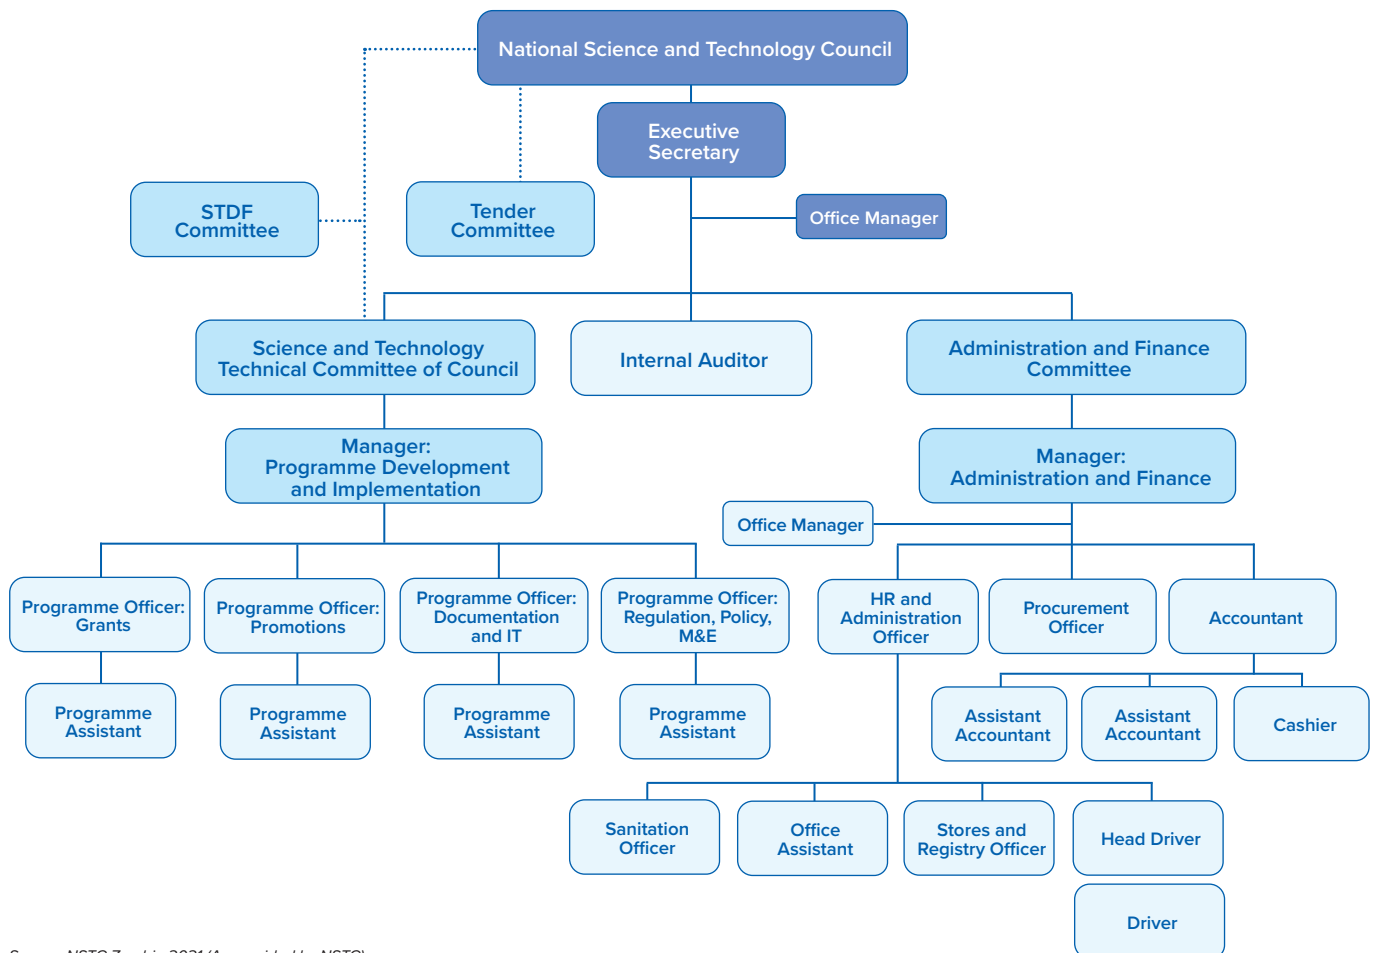 National Science and Technology Council
Executive
Secretary
STDF
Committee
Tender
Committee
Office Manager
Science and Technology
Technical Committee of Council
Internal Auditor
Administration and Finance
Committee
Manager:
Programme Development
and Implementation
Manager:
Administration and Finance
Office Manager
Programme Officer:
Grants
Programme Officer:
Promotions
Programme Officer:
Documentation
and IT
Programme Officer:
Regulation, Policy,
M&E
HR and
Administration
Officer
Procurement
Officer
Accountant
Programme
Assistant
Programme
Assistant
Programme
Assistant
Programme
Assistant
Assistant
Accountant
Assistant
Accountant
Cashier
Sanitation
Officer
Office
Assistant
Stores and
Registry Officer
Head Driver
Driver